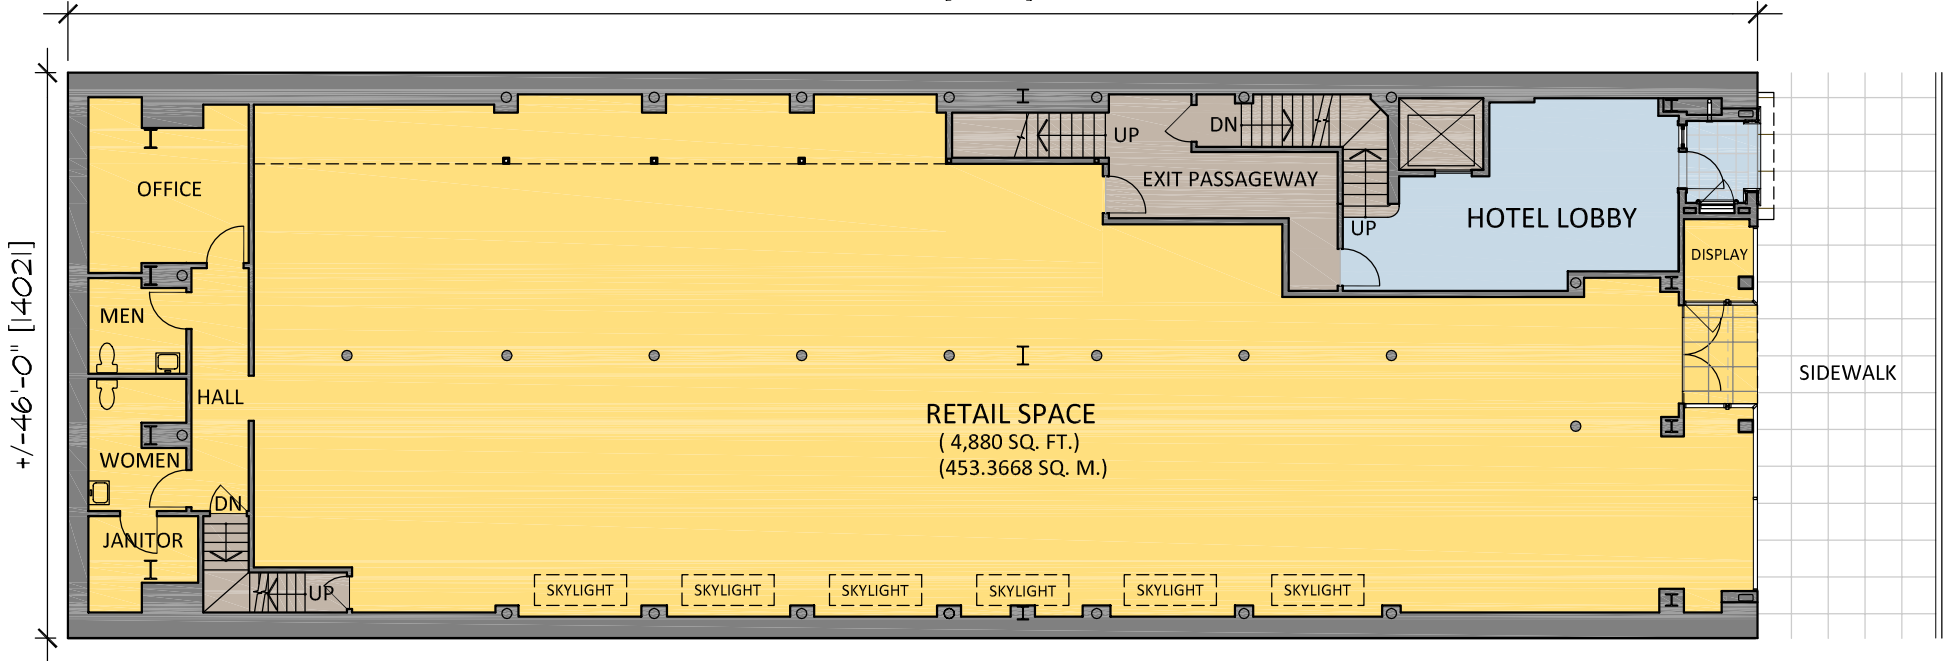 UP
DN
OFFICE
EXIT PASSAGEWAY
HOTEL LOBBY
UP
DISPLAY
+/-46'-0" [14021]
MEN
SIDEWALK
HALL
RETAIL SPACE
( 4,880 SQ. FT.)
(453.3668 SQ. M.)
WOMEN
DN
JANITOR
UP
SKYLIGHT
SKYLIGHT
SKYLIGHT
SKYLIGHT
SKYLIGHT
SKYLIGHT